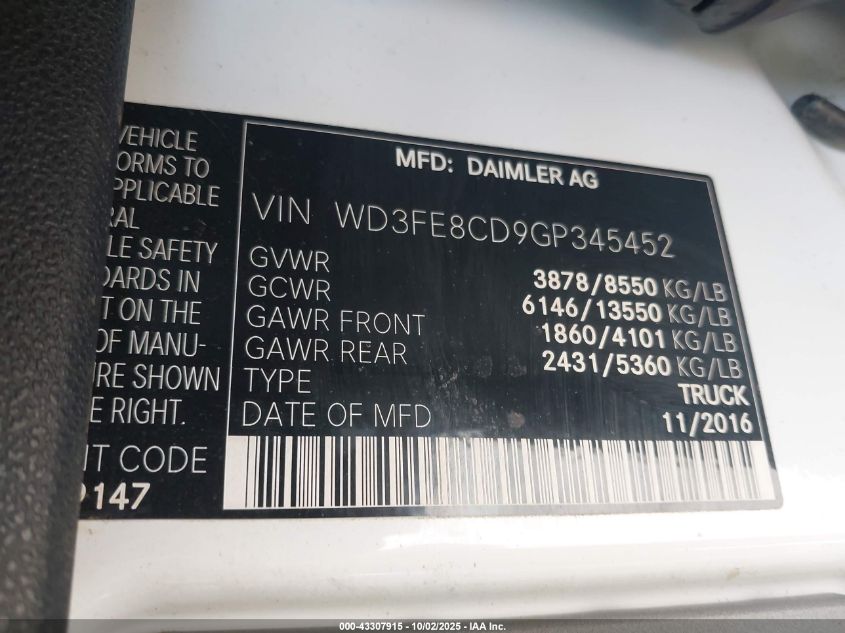 VEHICLE
ORMS TO
PPLICABLE
RAL
LE SAFETY
DARDS IN
T ON THE
OF MANU-
RE SHOWN
E RIGHT.
NT CODE
9147
MFD: DAIMLER AG
VIN WD3FE8CD9GP345452
GVWR 3878/8550 KG/LB
GCWR 6146/13550 KG/LB
GAWR FRONT 1860/4101 KG/LB
GAWR REAR 2431/5360 KG/LB
TYPE TRUCK
DATE OF MFD 11/2016
000-43307915 - 10/02/2025 - IAA Inc.